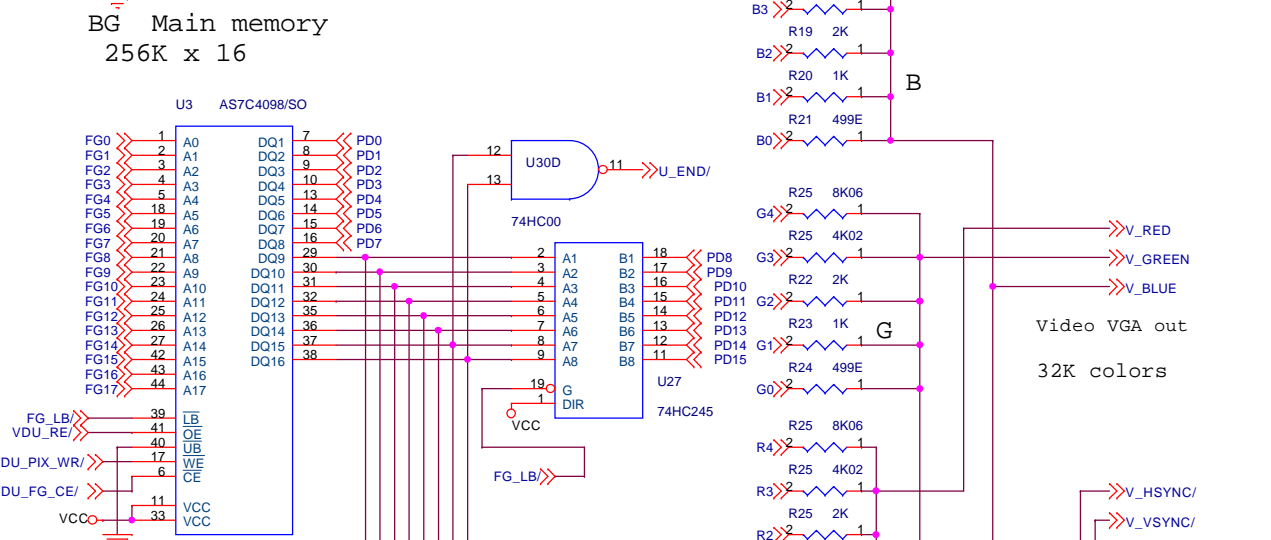 BG Main memory
256K x 16
U3 AS7C4098/SO
FG0 1 A0 DQ1 7 PD0
FG1 2 A1 DQ2 8 PD1
FG2 3 A2 DQ3 9 PD2
FG3 4 A3 DQ4 10 PD3
FG4 5 A4 DQ5 13 PD4
FG5 18 A5 DQ6 14 PD5
FG6 19 A6 DQ7 15 PD6
FG7 20 A7 DQ8 16 PD7
FG8 21 A8 DQ9 29
FG9 22 A9 DQ10 30
FG10 23 A10 DQ11 31
FG11 24 A11 DQ12 32
FG12 25 A12 DQ13 35
FG13 26 A13 DQ14 36
FG14 27 A14 DQ15 37
FG15 42 A15 DQ16 38
FG16 43 A16
FG17 44 A17
FG_LB/ 39 LB
VDU_RE/ 41 OE
40 UB
DU_PIX_WR/ 17 WE
DU_FG_CE/ 6 CE
11 VCC
VCC 33 VCC
12
U30D 11 U_END/
13
74HC00
2 A1 B1 18 PD8
3 A2 B2 17 PD9
4 A3 B3 16 PD10
5 A4 B4 15 PD11
6 A5 B5 14 PD12
7 A6 B6 13 PD13
8 A7 B7 12 PD14
9 A8 B8 11 PD15
19 G
1 DIR
VCC
U27
74HC245
FG_LB/
B3 2 1
R19 2K
B2 2 1
R20 1K
B1 2 1
B
R21 499E
B0 2 1
R25 8K06
G4 2 1
R25 4K02
G3 2 1
R22 2K
G2 2 1
R23 1K
G1 2 1
G
R24 499E
G0 2 1
R25 8K06
R4 2 1
R25 4K02
R3 2 1
R25 2K
R2 2 1
V_RED
V_GREEN
V_BLUE
Video VGA out
32K colors
V_HSYNC/
V_VSYNC/